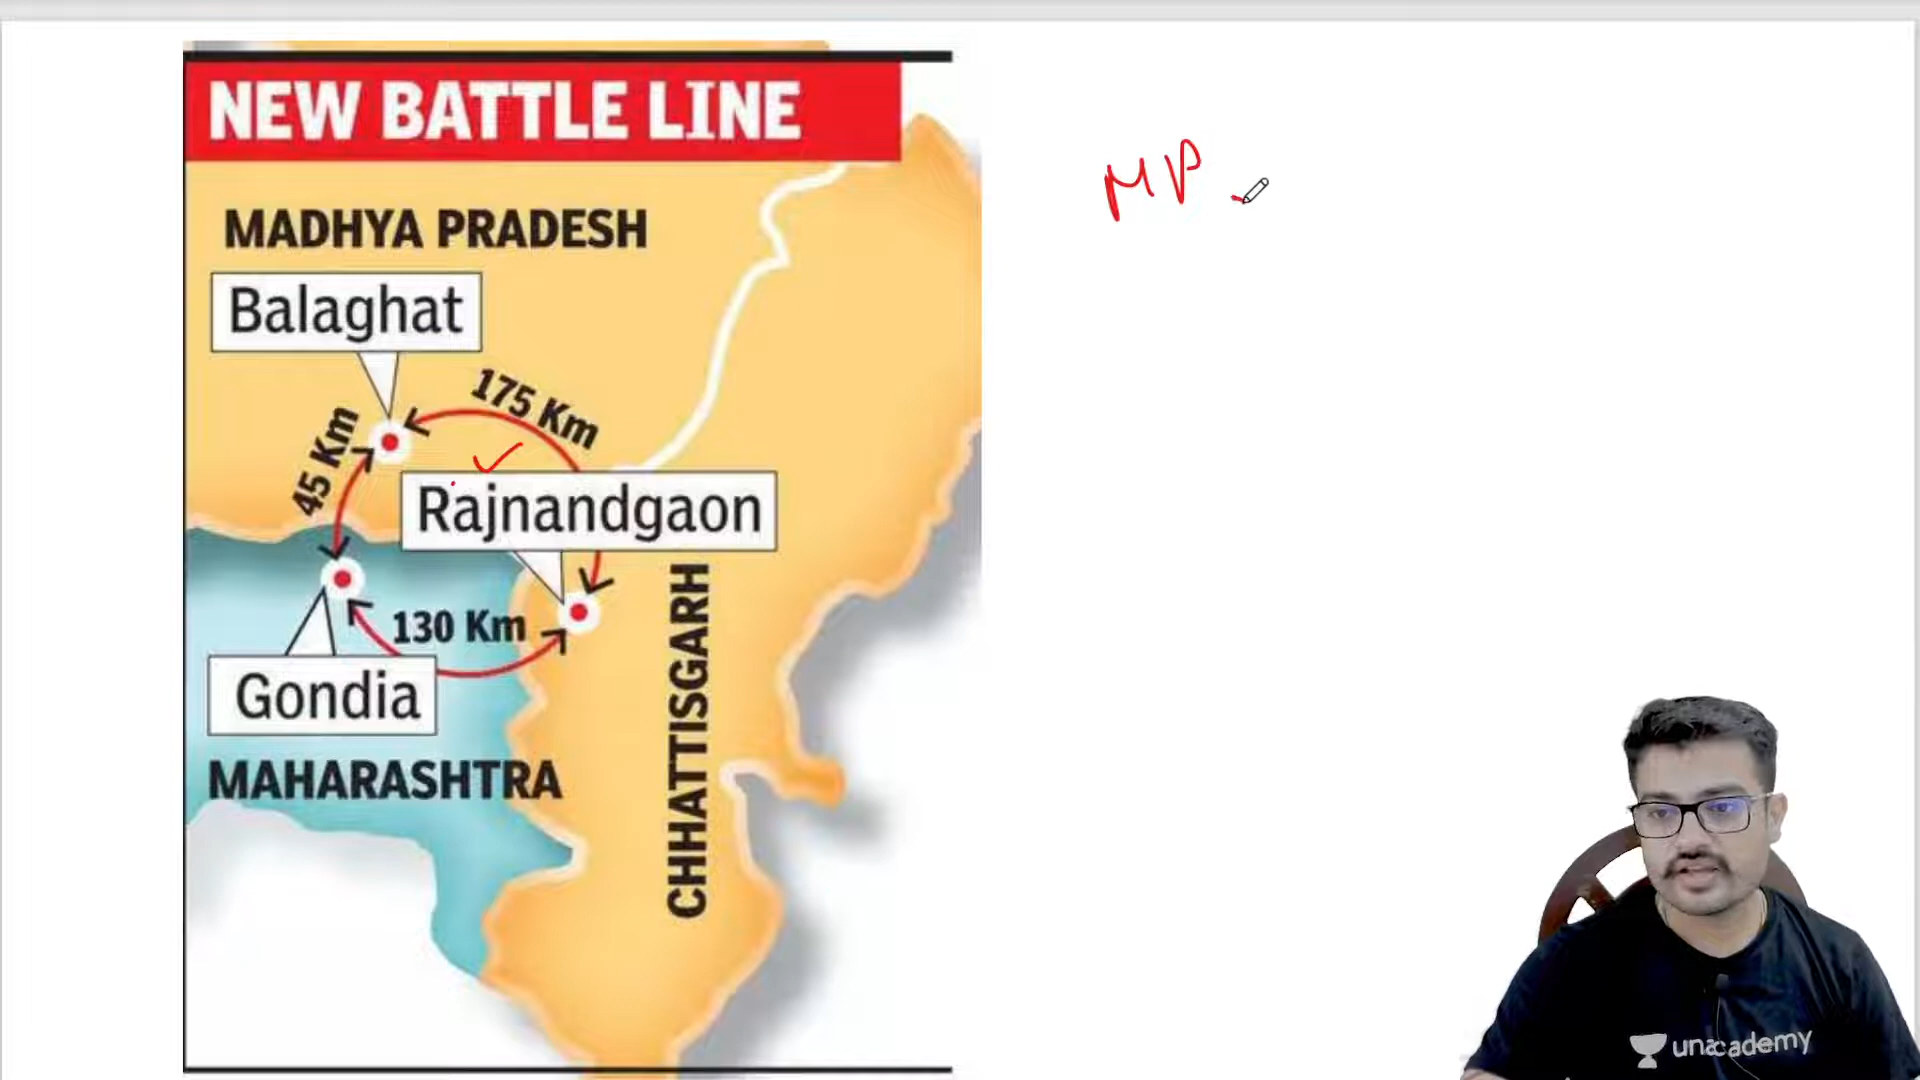 NEW BATTLE LINE
MP
MADHYA PRADESH
Balaghat
175 Km
45 Km
Rajnandgaon
130 Km
Gondia
MAHARASHTRA
CHHATTISGARH
unacademy